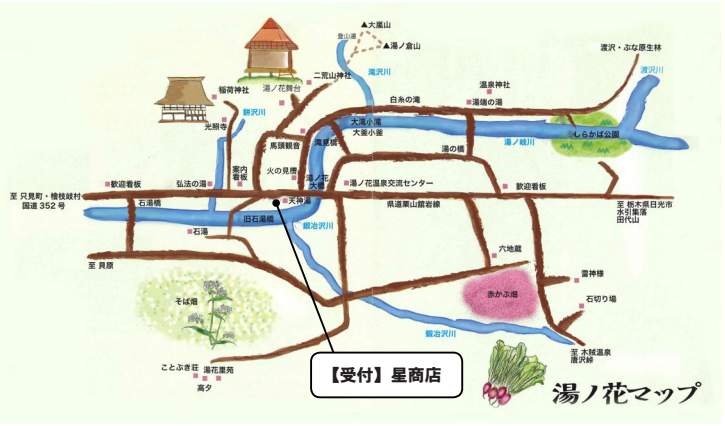 ▲大嵐山
登山道
▲湯ノ倉山
渡沢・ぶな原生林
渡沢川
滝沢川
二荒山神社
湯ノ花舞台
温泉神社
稲荷神社
餅沢川
白糸の滝
湯端の湯
光照寺
大滝小滝
大釜小釜
しらかば公園
滝見橋
湯ノ岐川
馬頭観音
湯の橋
火の見櫓
案内
看板
歓迎看板
弘法の湯
湯ノ花
大橋
湯ノ花温泉交流センター
歓迎看板
至 只見町・檜枝岐村
国道 352 号
石湯橋
天神湯
県道栗山舘岩線
至 栃木県日光市
水引集落
田代山
旧石湯橋
鍛冶沢川
石湯
六地蔵
至 貝原
雷神様
そば畑
赤かぶ畑
石切り場
鍛冶沢川
至 木賊温泉
唐沢峠
ことぶき荘
湯花里苑
高夕
【受付】星商店
湯ノ花マップ